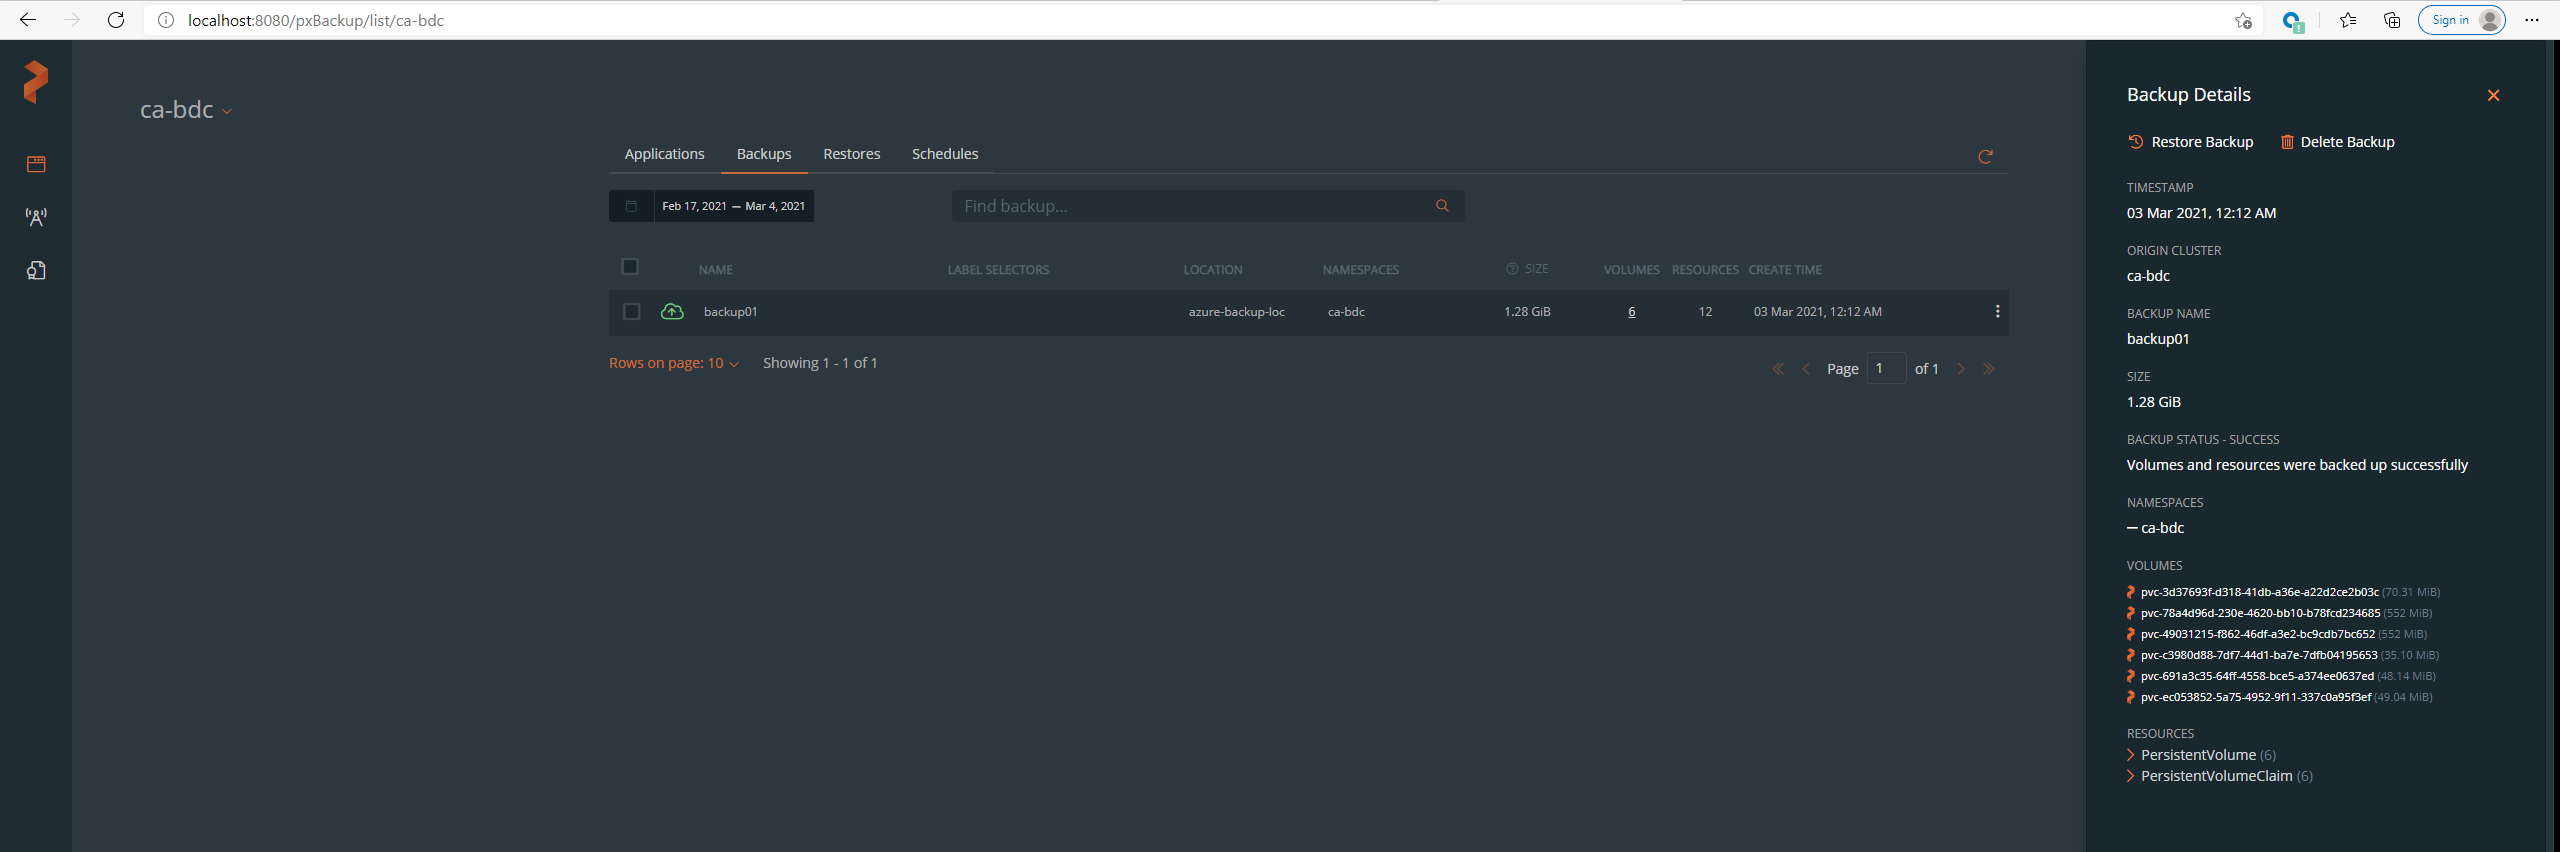 localhost:8080/pxBackup/list/ca-bdc
Sign in
ca-bdc
Applications Backups Restores Schedules
Feb 17, 2021 — Mar 4, 2021
Find backup...
NAME LABEL SELECTORS LOCATION NAMESPACES SIZE VOLUMES RESOURCES CREATE TIME
backup01 azure-backup-loc ca-bdc 1.28 GiB 6 12 03 Mar 2021, 12:12 AM
Rows on page: 10 Showing 1 - 1 of 1 Page 1 of 1
Backup Details
Restore Backup Delete Backup
TIMESTAMP
03 Mar 2021, 12:12 AM
ORIGIN CLUSTER
ca-bdc
BACKUP NAME
backup01
SIZE
1.28 GiB
BACKUP STATUS - SUCCESS
Volumes and resources were backed up successfully
NAMESPACES
— ca-bdc
VOLUMES
pvc-3d37693f-d318-41db-a36e-a22d2ce2b03c (70.31 MiB)
pvc-78a4d96d-230e-4620-bb10-b78fcd234685 (552 MiB)
pvc-49031215-f862-46df-a3e2-bc9cdb7bc652 (552 MiB)
pvc-c3980d88-7df7-44d1-ba7e-7dfb04195653 (35.10 MiB)
pvc-691a3c35-64ff-4558-bce5-a374ee0637ed (48.14 MiB)
pvc-ec053852-5a75-4952-9f11-337c0a95f3ef (49.04 MiB)
RESOURCES
PersistentVolume (6)
PersistentVolumeClaim (6)